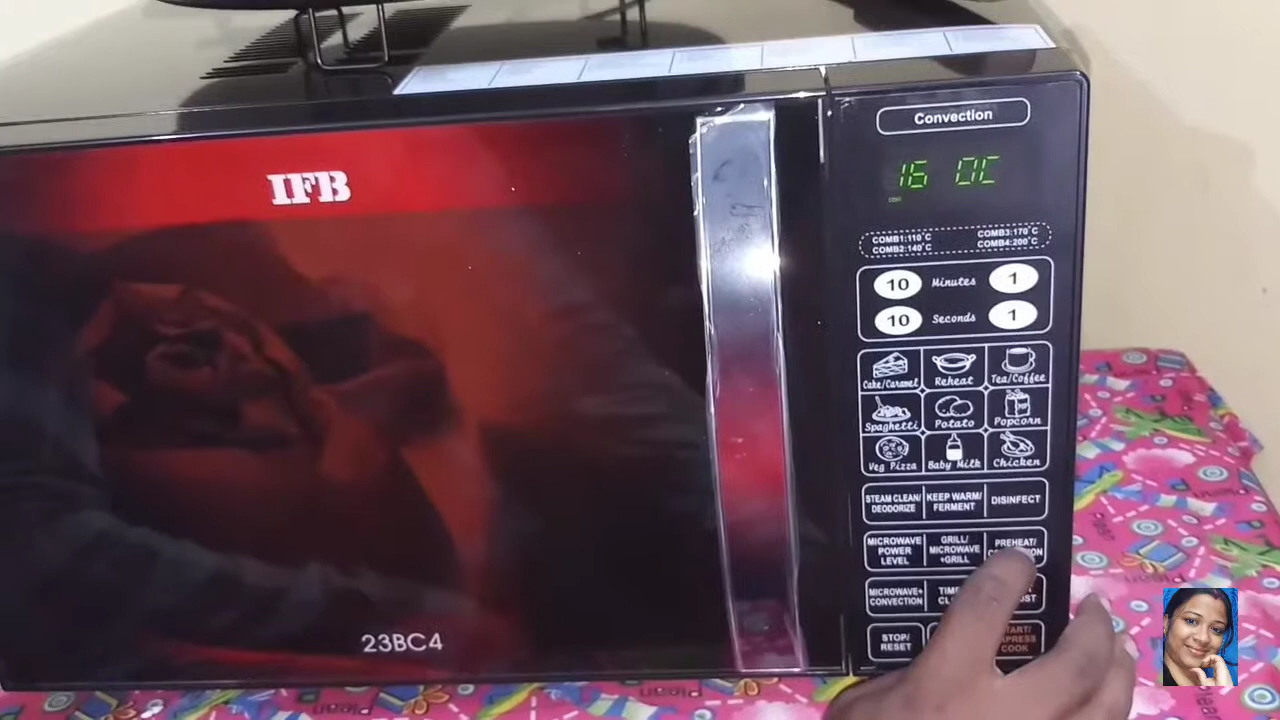 Convection
16 0C
CONV
COMB1:110°C COMB3:170°C
COMB2:140°C COMB4:200°C
10 Minutes 1
10 Seconds 1
Cake/Caramel Reheat Tea/Coffee
Spaghetti Potato Popcorn
Veg Pizza Baby Milk Chicken
STEAM CLEAN/
DEODORIZE
KEEP WARM/
FERMENT
DISINFECT
MICROWAVE
POWER
LEVEL
GRILL/
MICROWAVE
+GRILL
PREHEAT/
MICROWAVE+
CONVECTION
STOP/
RESET
COOK
IFB
23BC4